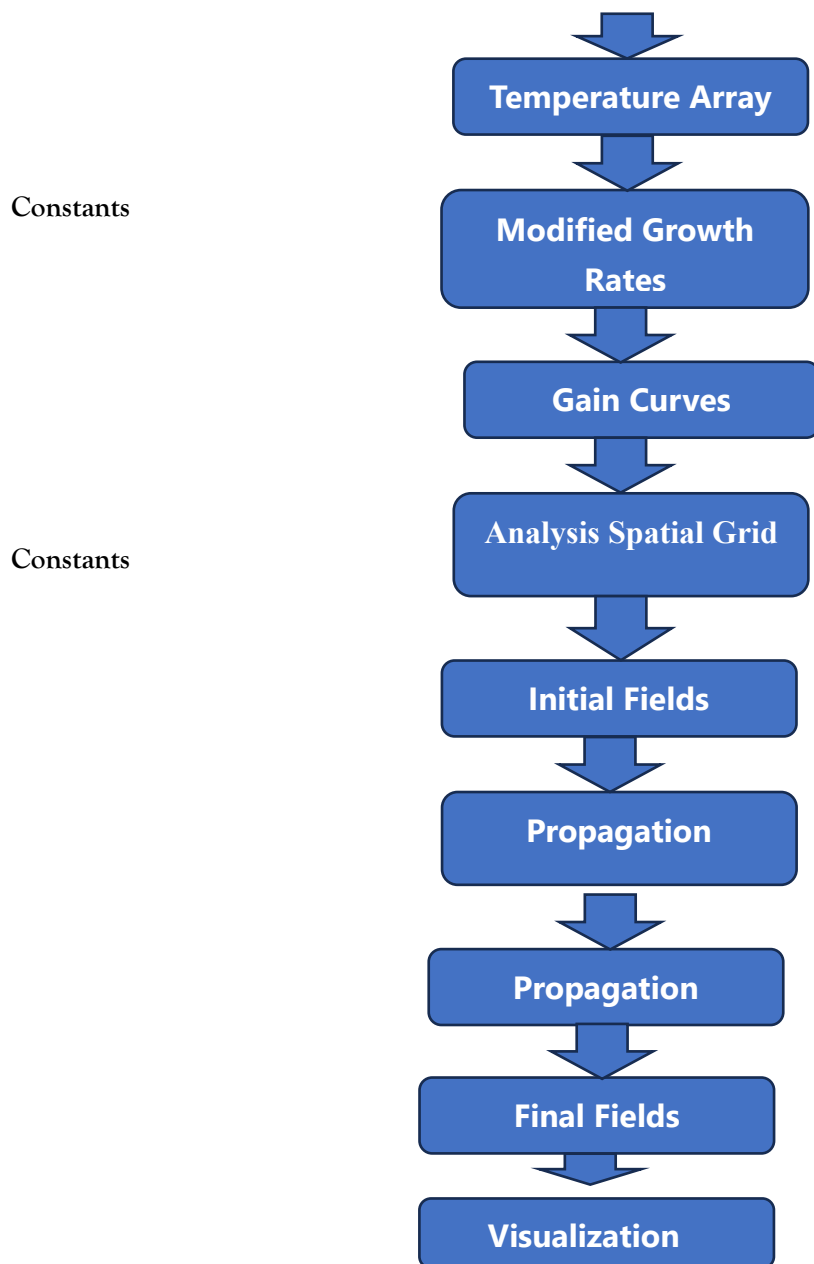 Temperature Array
Constants
Modified Growth
Rates
Gain Curves
Analysis Spatial Grid
Constants
Initial Fields
Propagation
Propagation
Final Fields
Visualization